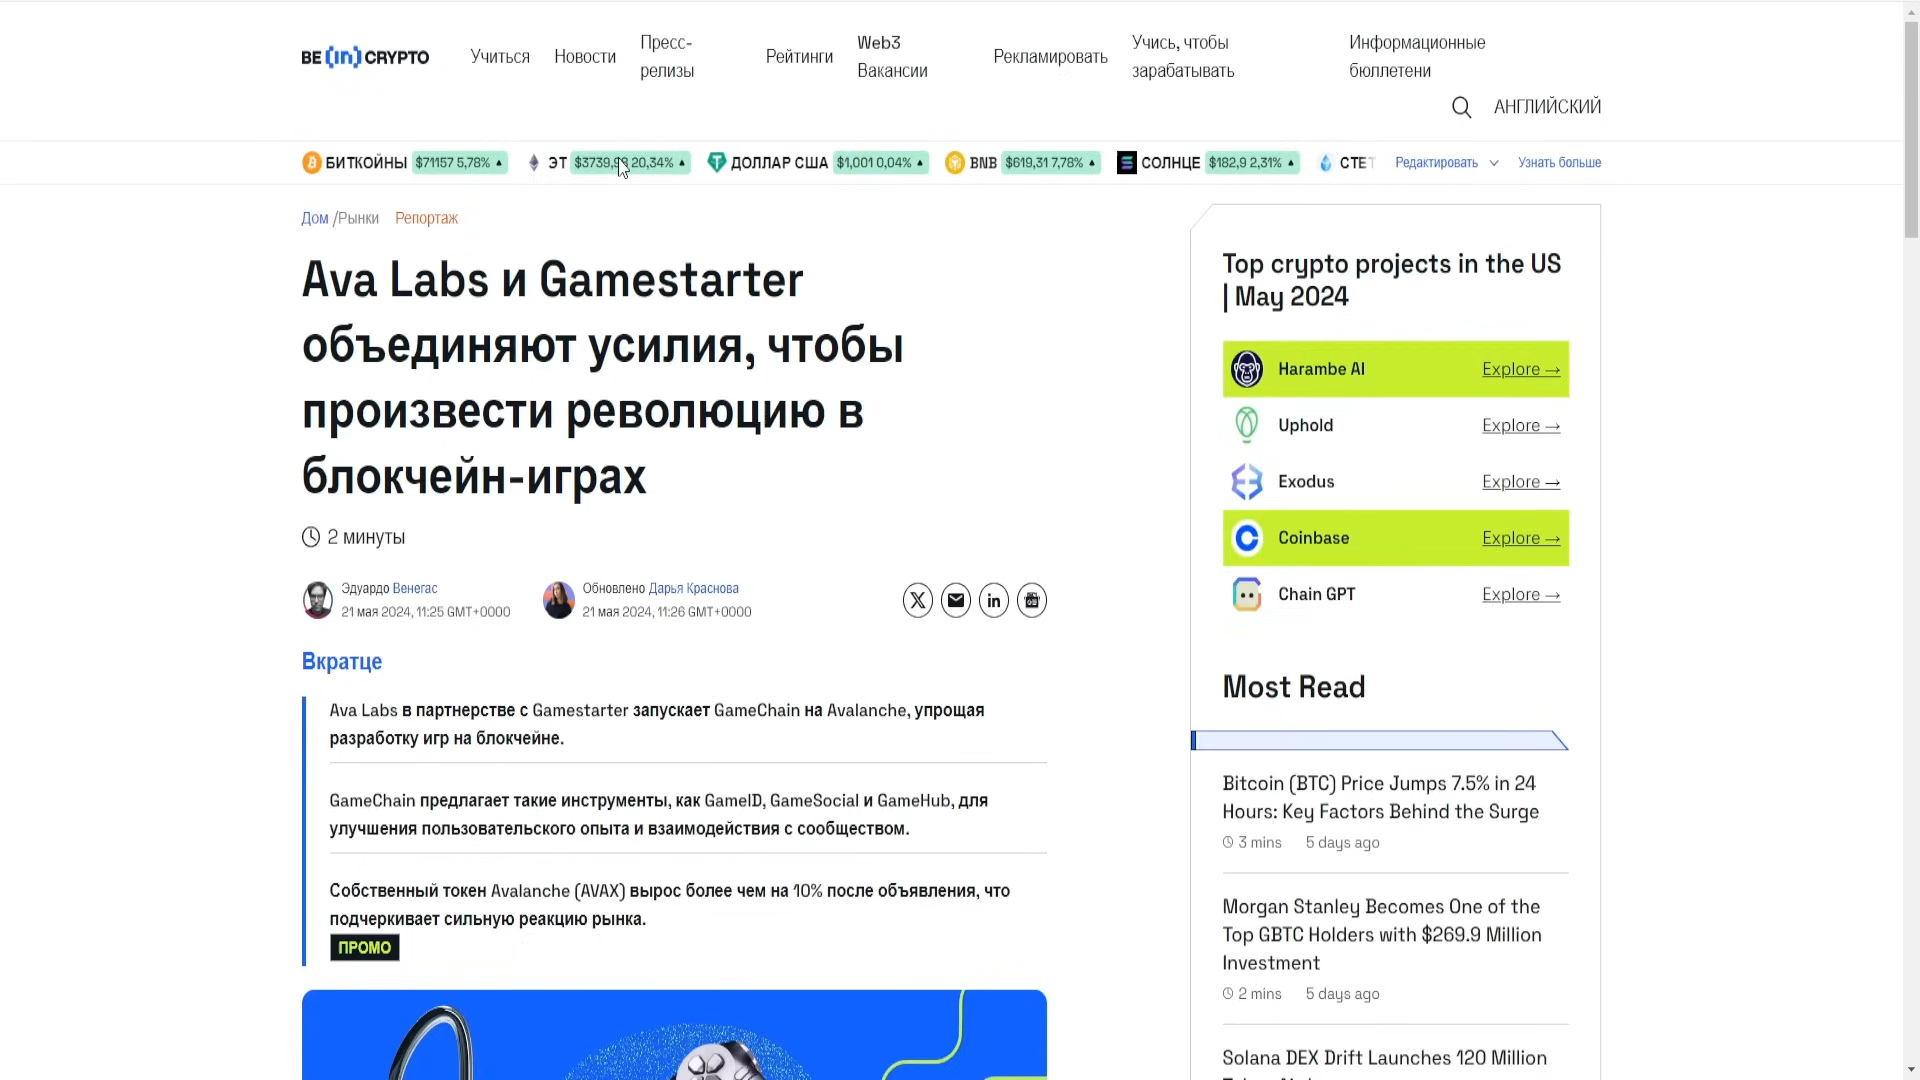 BE[in]CRYPTO
Учиться
Новости
Пресс-
релизы
Рейтинги
Web3
Вакансии
Рекламировать
Учись, чтобы
зарабатывать
Информационные
бюллетени
АНГЛИЙСКИЙ
БИТКОЙНЫ $71157 5,78% ▲
ЭТ 20,34% ▲
ДОЛЛАР США $1,001 0,04% ▲
BNB $619,31 7,78% ▲
СОЛНЦЕ $182,9 2,31% ▲
СТЕТ
Редактировать
Узнать больше
Дом /Рынки Репортаж
Ava Labs и Gamestarter
объединяют усилия, чтобы
произвести революцию в
блокчейн-играх
2 минуты
Эдуардо Венегас
21 мая 2024, 11:25 GMT+0000
Обновлено Дарья Краснова
21 мая 2024, 11:26 GMT+0000
Вкратце
Ava Labs в партнерстве с Gamestarter запускает GameChain на Avalanche, упрощая
разработку игр на блокчейне.
GameChain предлагает такие инструменты, как GameID, GameSocial и GameHub, для
улучшения пользовательского опыта и взаимодействия с сообществом.
Собственный токен Avalanche (AVAX) вырос более чем на 10% после объявления, что
подчеркивает сильную реакцию рынка.
ПРОМО
Top crypto projects in the US
| May 2024
Harambe AI Explore →
Uphold Explore →
Exodus Explore →
Coinbase Explore →
Chain GPT Explore →
Most Read
Bitcoin (BTC) Price Jumps 7.5% in 24
Hours: Key Factors Behind the Surge
3 mins 5 days ago
Morgan Stanley Becomes One of the
Top GBTC Holders with $269.9 Million
Investment
2 mins 5 days ago
Solana DEX Drift Launches 120 Million